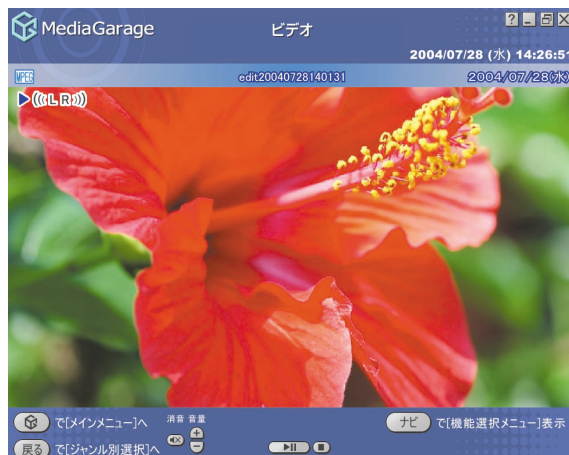 MediaGarage
ビデオ
2004/07/28 (水) 14:26:51
MPEG
edit20040728140131
2004/07/28(水)
L R
で[メインメニュー]へ
消音 音量
ナビ で[機能選択メニュー]表示
戻る で[ジャンル別選択]へ